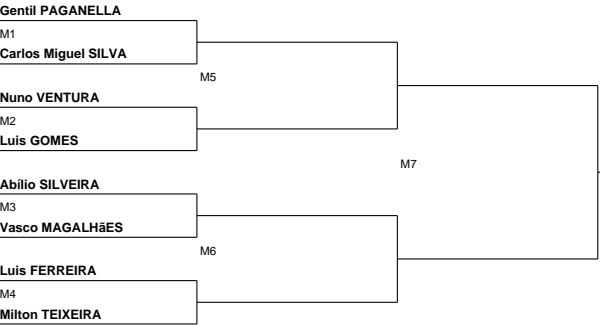 Gentil PAGANELLA
M1
Carlos Miguel SILVA
M5
Nuno VENTURA
M2
Luis GOMES
M7
Abílio SILVEIRA
M3
Vasco MAGALHãES
M6
Luis FERREIRA
M4
Milton TEIXEIRA